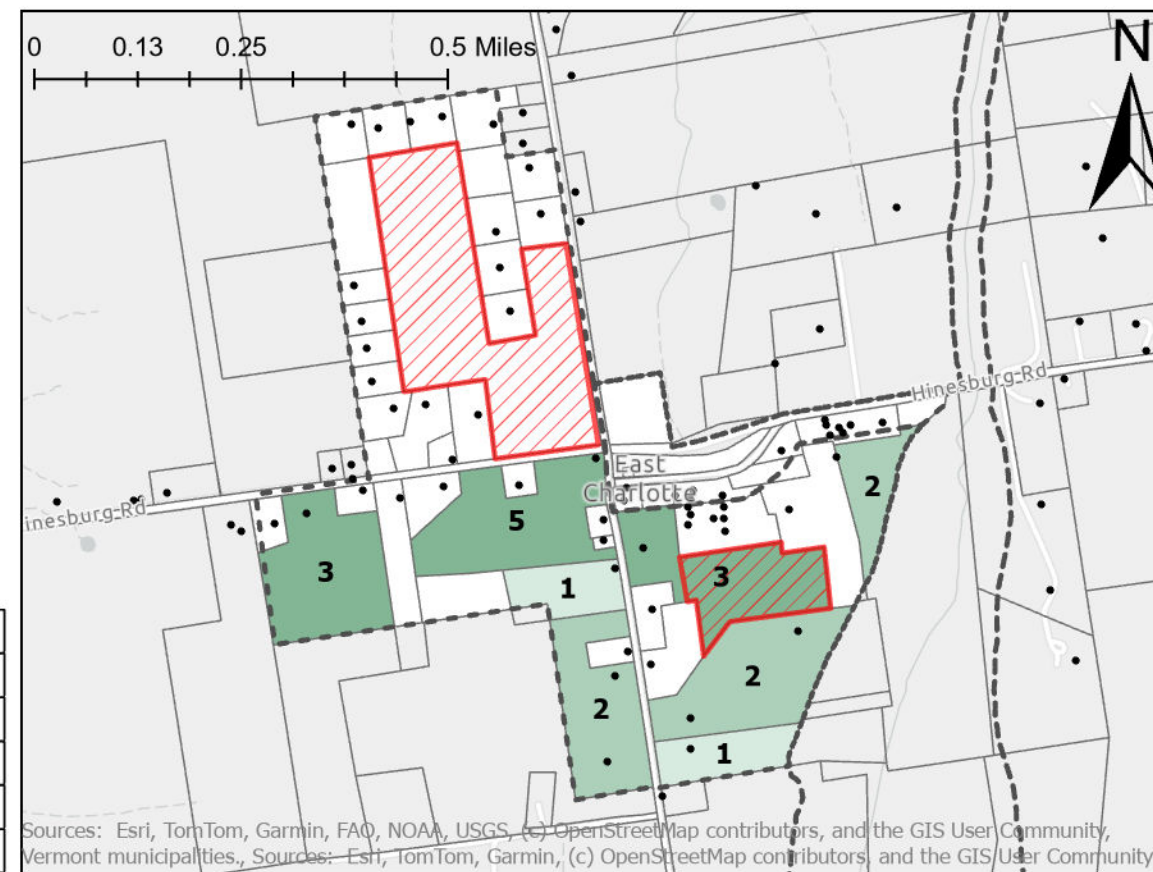 0 0.13 0.25 0.5 Miles
N
Hinesburg Rd
East
Charlotte
2
inesburg Rd
5
3
3
1
2
2
1
Sources: Esri, TomTom, Garmin, FAO, NOAA, USGS, (c) OpenStreetMap contributors, and the GIS User Community,
Vermont municipalities., Sources: Esri, TomTom, Garmin, (c) OpenStreetMap contributors, and the GIS User Community